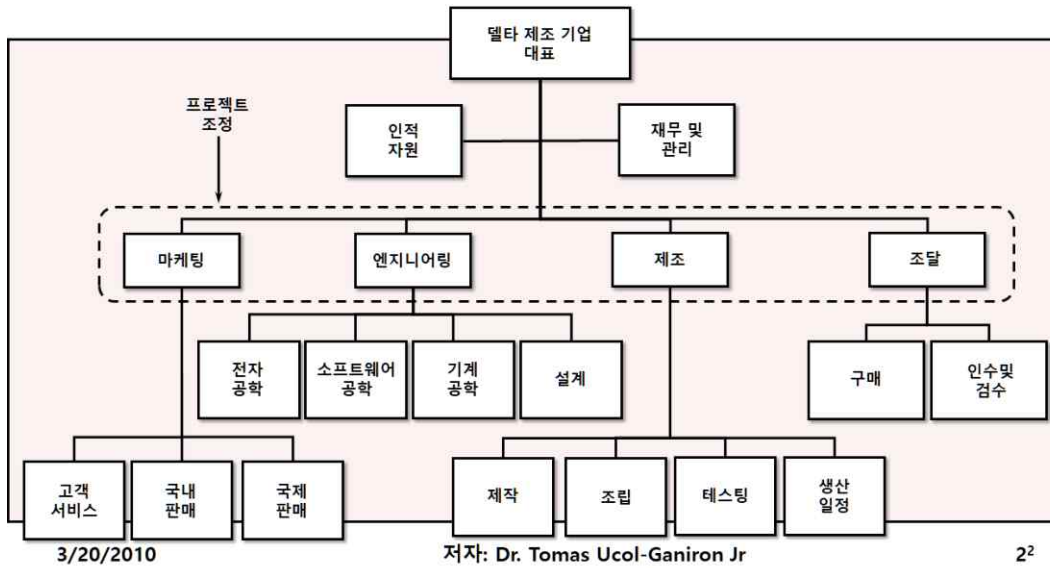 델타 제조 기업
대표
프로젝트
조정
인적
자원
재무 및
관리
마케팅
엔지니어링
제조
조달
전자
공학
소프트웨어
공학
기계
공학
설계
구매
인수및
검수
고객
서비스
국내
판매
국제
판매
제작
조립
테스팅
생산
일정
3/20/2010
저자: Dr. Tomas Ucol-Ganiron Jr
2²